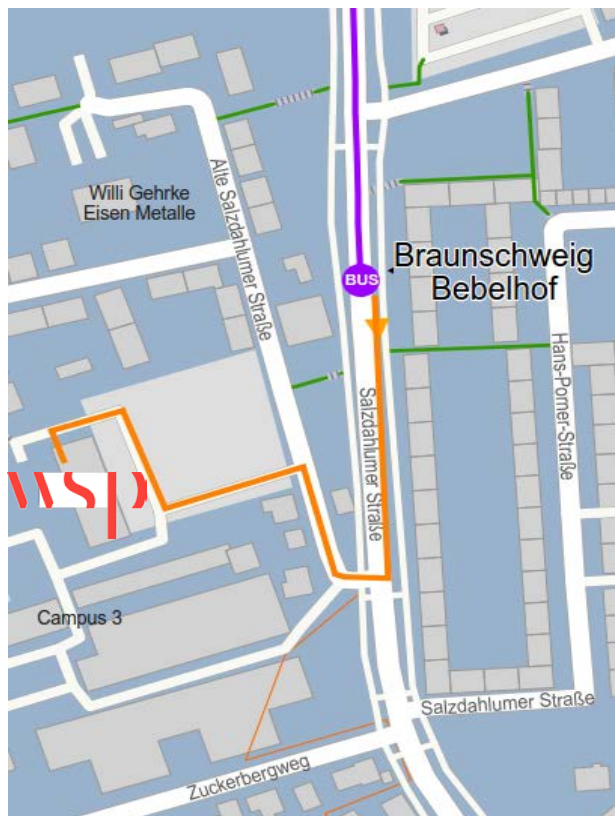 Alte Salzdahlumer Straße
Willi Gehrke
Eisen Metalle
BUS
Braunschweig
Bebelhof
Hans-Porner-Straße
Salzdahlumer Straße
wsp
Campus 3
Salzdahlumer Straße
Zuckerbergweg